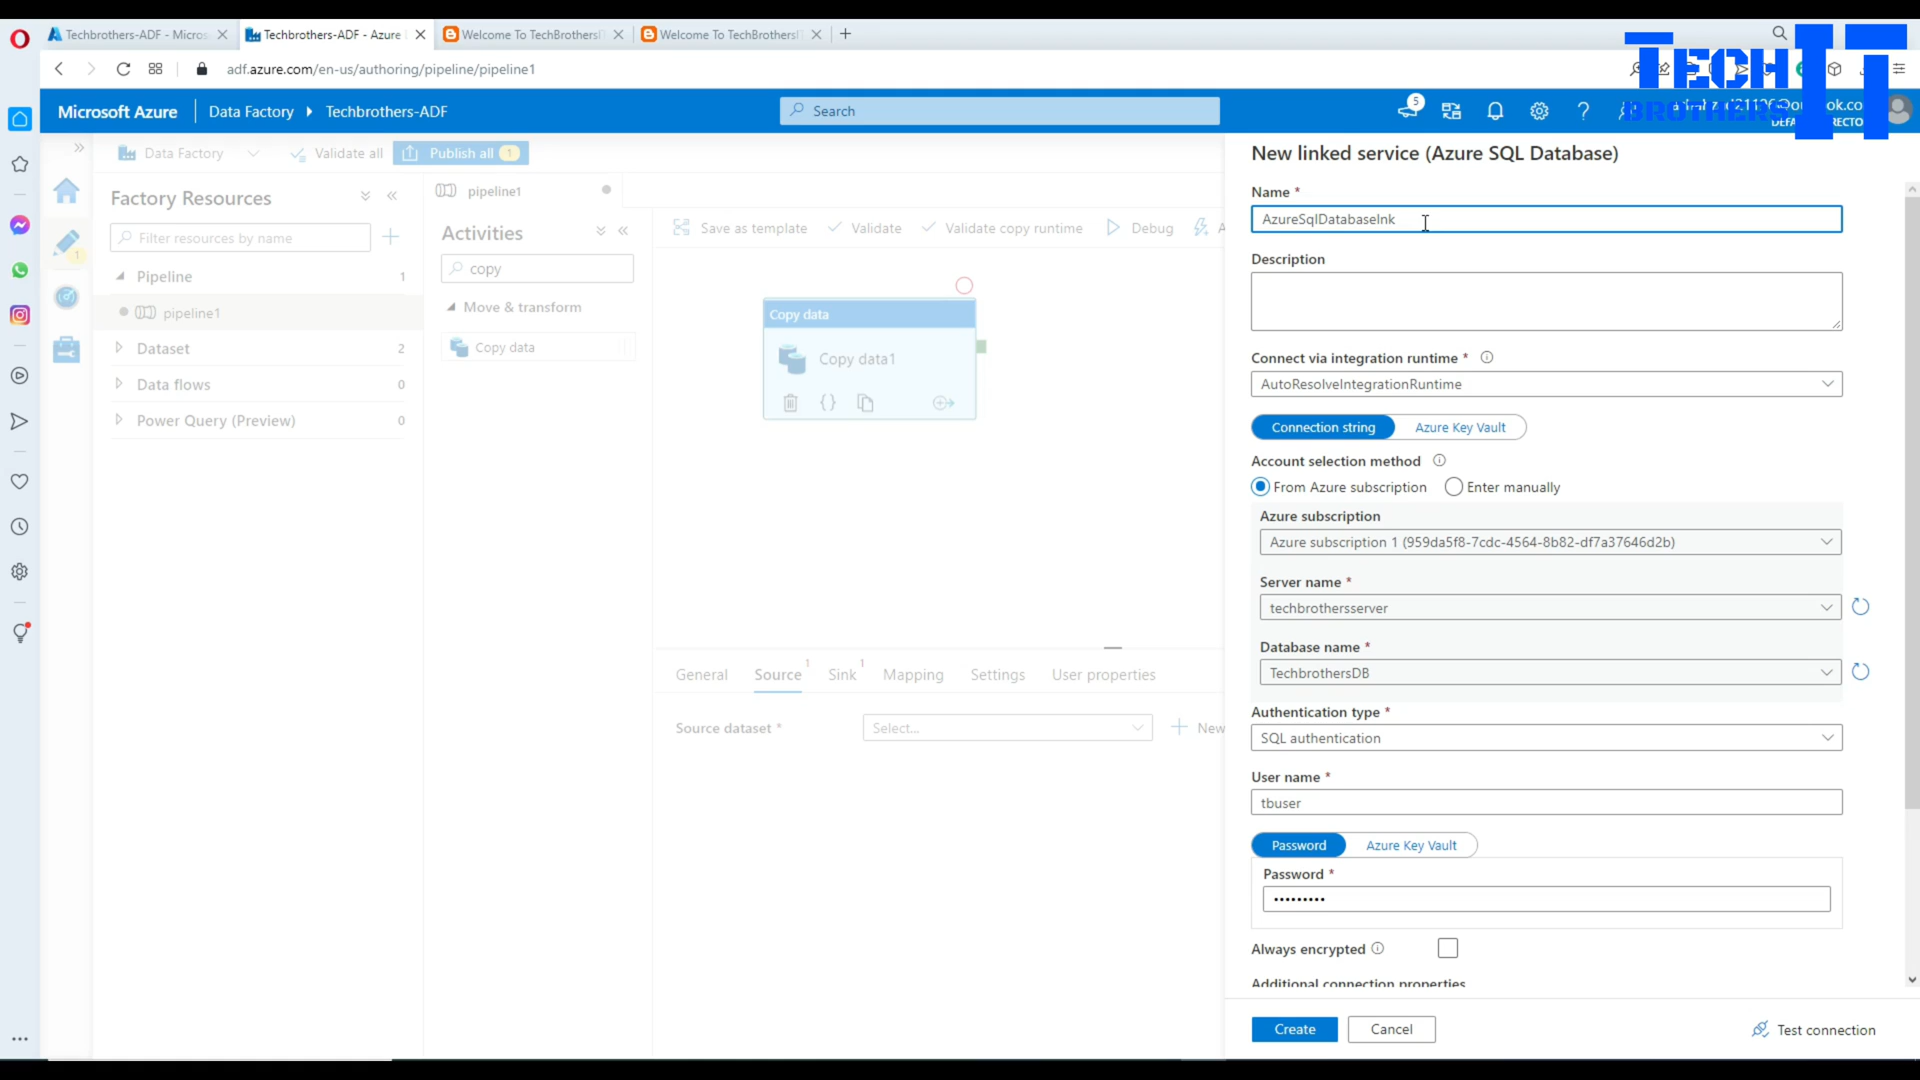 Techbrothers-ADF - Micros
Techbrothers-ADF - Azure
Welcome To TechBrothersI
Welcome To TechBrothersI
adf.azure.com/en-us/authoring/pipeline/pipeline1
TECH IT
BROTHERS
Microsoft Azure
Data Factory
Techbrothers-ADF
Search
5
Data Factory
Validate all
Publish all 1
Factory Resources
Filter resources by name
Pipeline 1
pipeline1
Dataset 2
Data flows 0
Power Query (Preview) 0
1
pipeline1
Activities
copy
Move & transform
Copy data
Save as template
Validate
Validate copy runtime
Debug
A
Copy data
Copy data1
General
Source 1
Sink 1
Mapping
Settings
User properties
Source dataset *
Select...
New
New linked service (Azure SQL Database)
Name *
AzureSqlDatabaselnk
Description
Connect via integration runtime *
AutoResolveIntegrationRuntime
Connection string
Azure Key Vault
Account selection method
From Azure subscription
Enter manually
Azure subscription
Azure subscription 1 (959da5f8-7cdc-4564-8b82-df7a37646d2b)
Server name *
techbrothersserver
Database name *
TechbrothersDB
Authentication type *
SQL authentication
User name *
tbuser
Password
Azure Key Vault
Password *
•••••••••
Always encrypted
Additional connection properties
Create
Cancel
Test connection